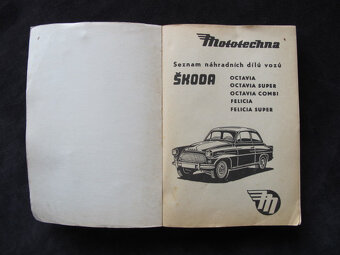 Mototechna
Seznam náhradních dílů vozů
ŠKODA OCTAVIA
OCTAVIA SUPER
OCTAVIA COMBI
FELICIA
FELICIA SUPER
M